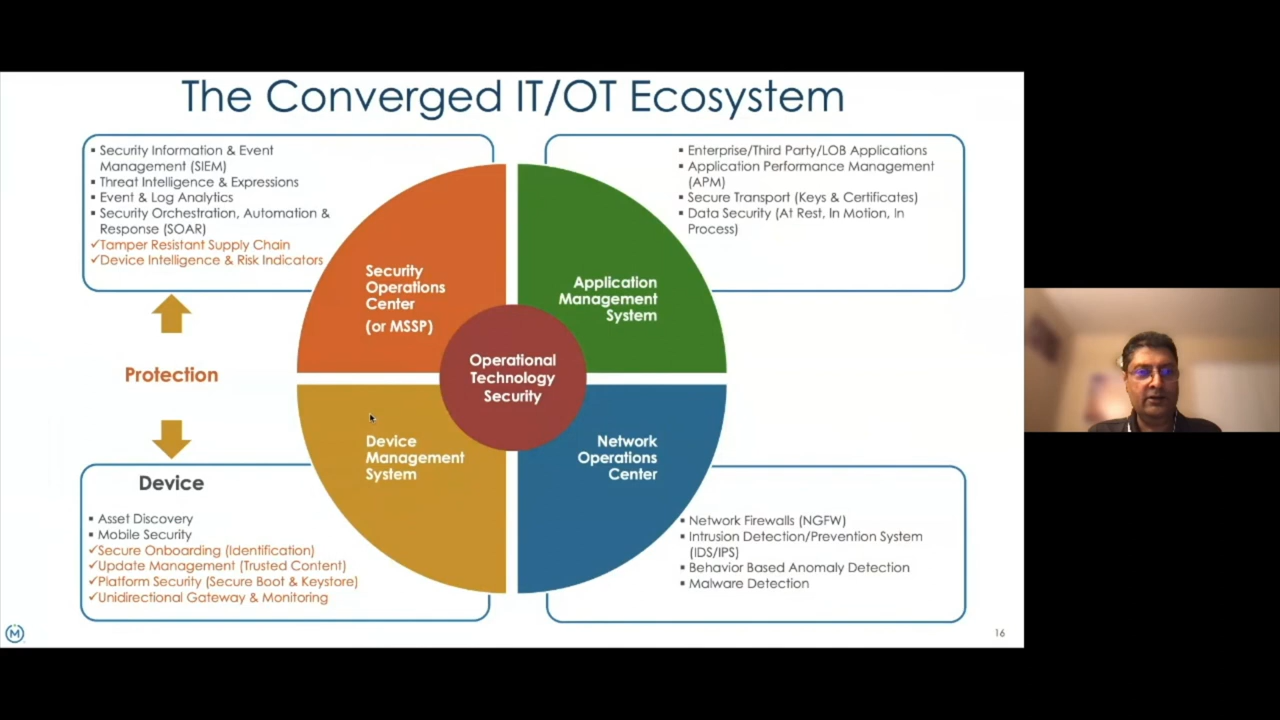 The Converged IT/OT Ecosystem
▪ Security Information & Event
Management (SIEM)
▪ Threat Intelligence & Expressions
▪ Event & Log Analytics
▪ Security Orchestration, Automation &
Response (SOAR)
✓Tamper Resistant Supply Chain
✓Device Intelligence & Risk Indicators
▪ Enterprise/Third Party/LOB Applications
▪ Application Performance Management
(APM)
▪ Secure Transport (Keys & Certificates)
▪ Data Security (At Rest, In Motion, In
Process)
Security
Operations
Center
(or MSSP)
Application
Management
System
Protection
Operational
Technology
Security
Device
Management
System
Network
Operations
Center
Device
▪ Asset Discovery
▪ Mobile Security
✓Secure Onboarding (Identification)
✓Update Management (Trusted Content)
✓Platform Security (Secure Boot & Keystore)
✓Unidirectional Gateway & Monitoring
▪ Network Firewalls (NGFW)
▪ Intrusion Detection/Prevention System
(IDS/IPS)
▪ Behavior Based Anomaly Detection
▪ Malware Detection
M
16